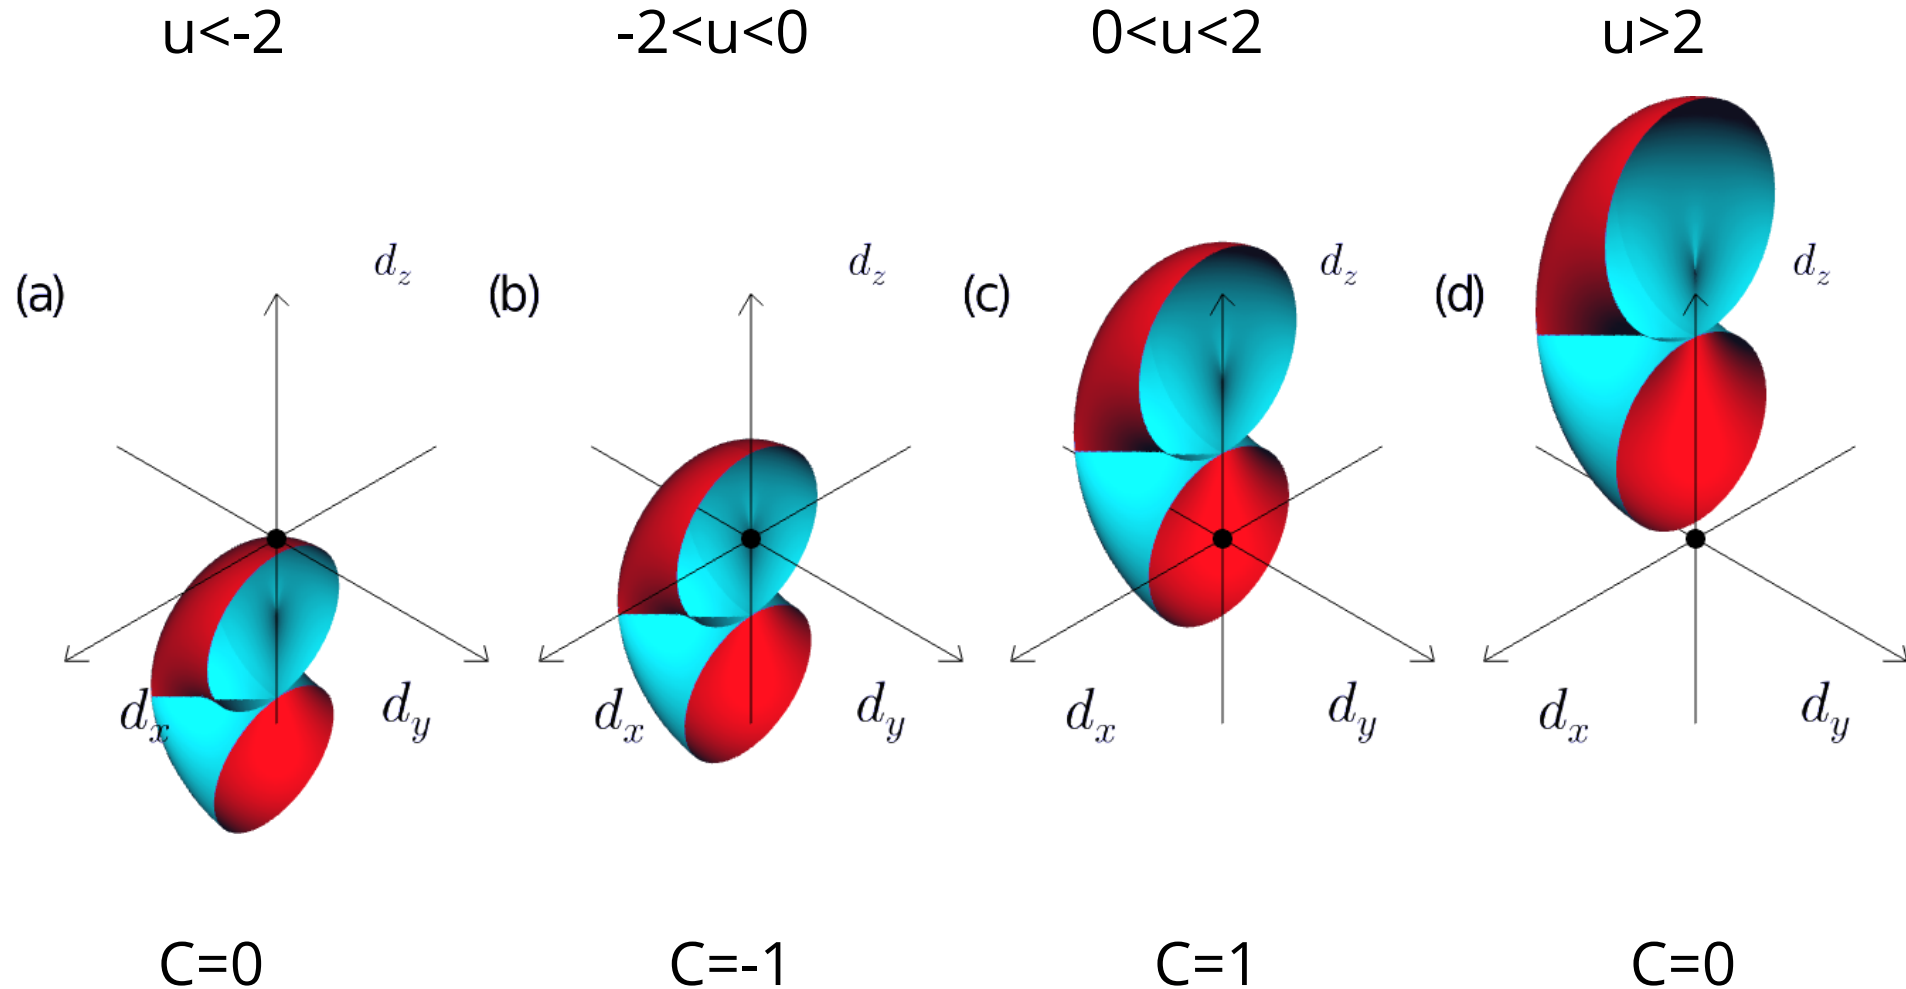 u<-2
-2<u<0
0<u<2
u>2
(a)
d_z
(b)
d_z
(c)
d_z
(d)
d_z
d_x
d_y
d_x
d_y
d_x
d_y
d_x
d_y
C=0
C=-1
C=1
C=0